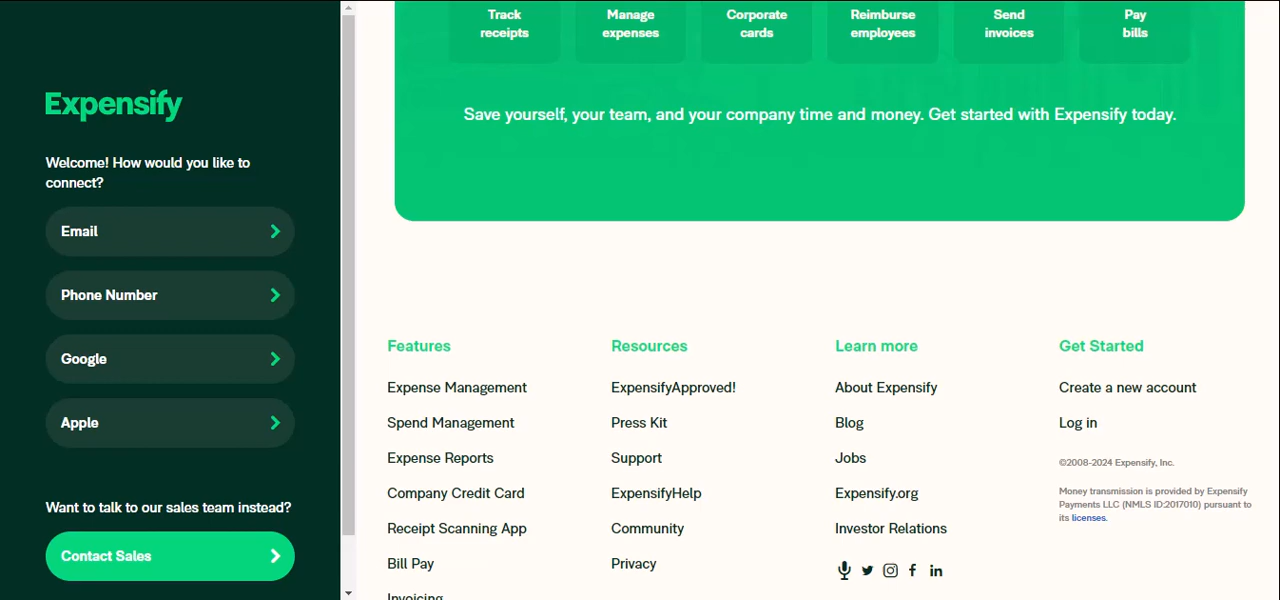 Expensify
Welcome! How would you like to
connect?
Email
Phone Number
Google
Apple
Want to talk to our sales team instead?
Contact Sales
Track
receipts
Manage
expenses
Corporate
cards
Reimburse
employees
Send
invoices
Pay
bills
Save yourself, your team, and your company time and money. Get started with Expensify today.
Features
Expense Management
Spend Management
Expense Reports
Company Credit Card
Receipt Scanning App
Bill Pay
Invoicing
Resources
ExpensifyApproved!
Press Kit
Support
ExpensifyHelp
Community
Privacy
Learn more
About Expensify
Blog
Jobs
Expensify.org
Investor Relations
Get Started
Create a new account
Log in
©2008-2024 Expensify, Inc.
Money transmission is provided by Expensify
Payments LLC (NMLS ID:2017010) pursuant to
its licenses.